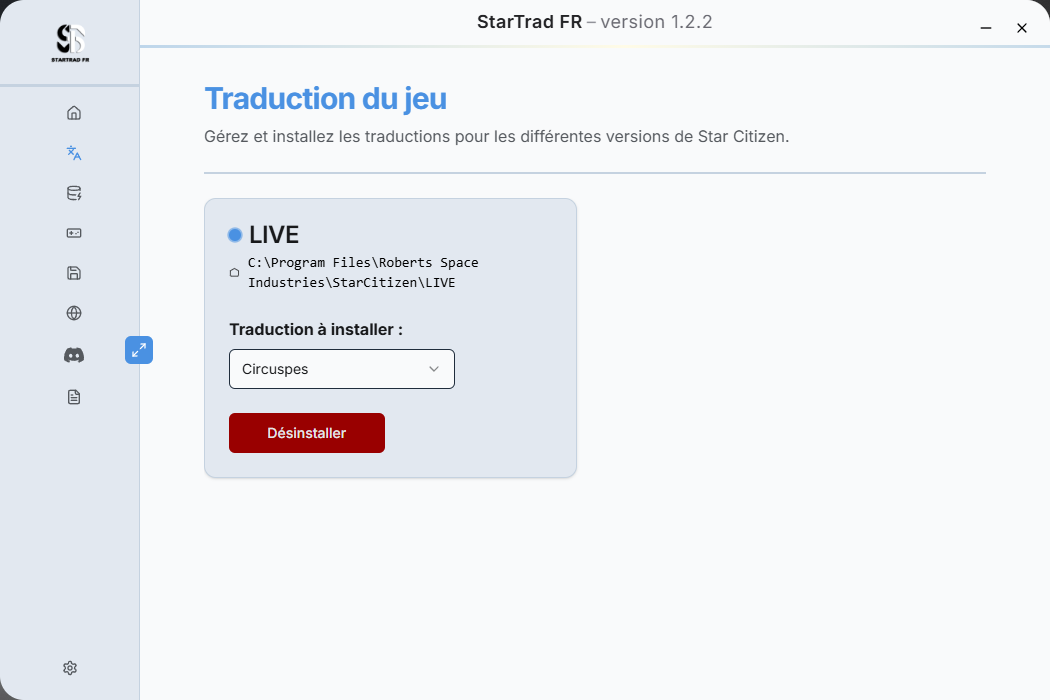 StarTrad FR – version 1.2.2
STARTRAD FR
Traduction du jeu
Gérez et installez les traductions pour les différentes versions de Star Citizen.
LIVE
C:\Program Files\Roberts Space
Industries\StarCitizen\LIVE
Traduction à installer :
Circuspes
Désinstaller